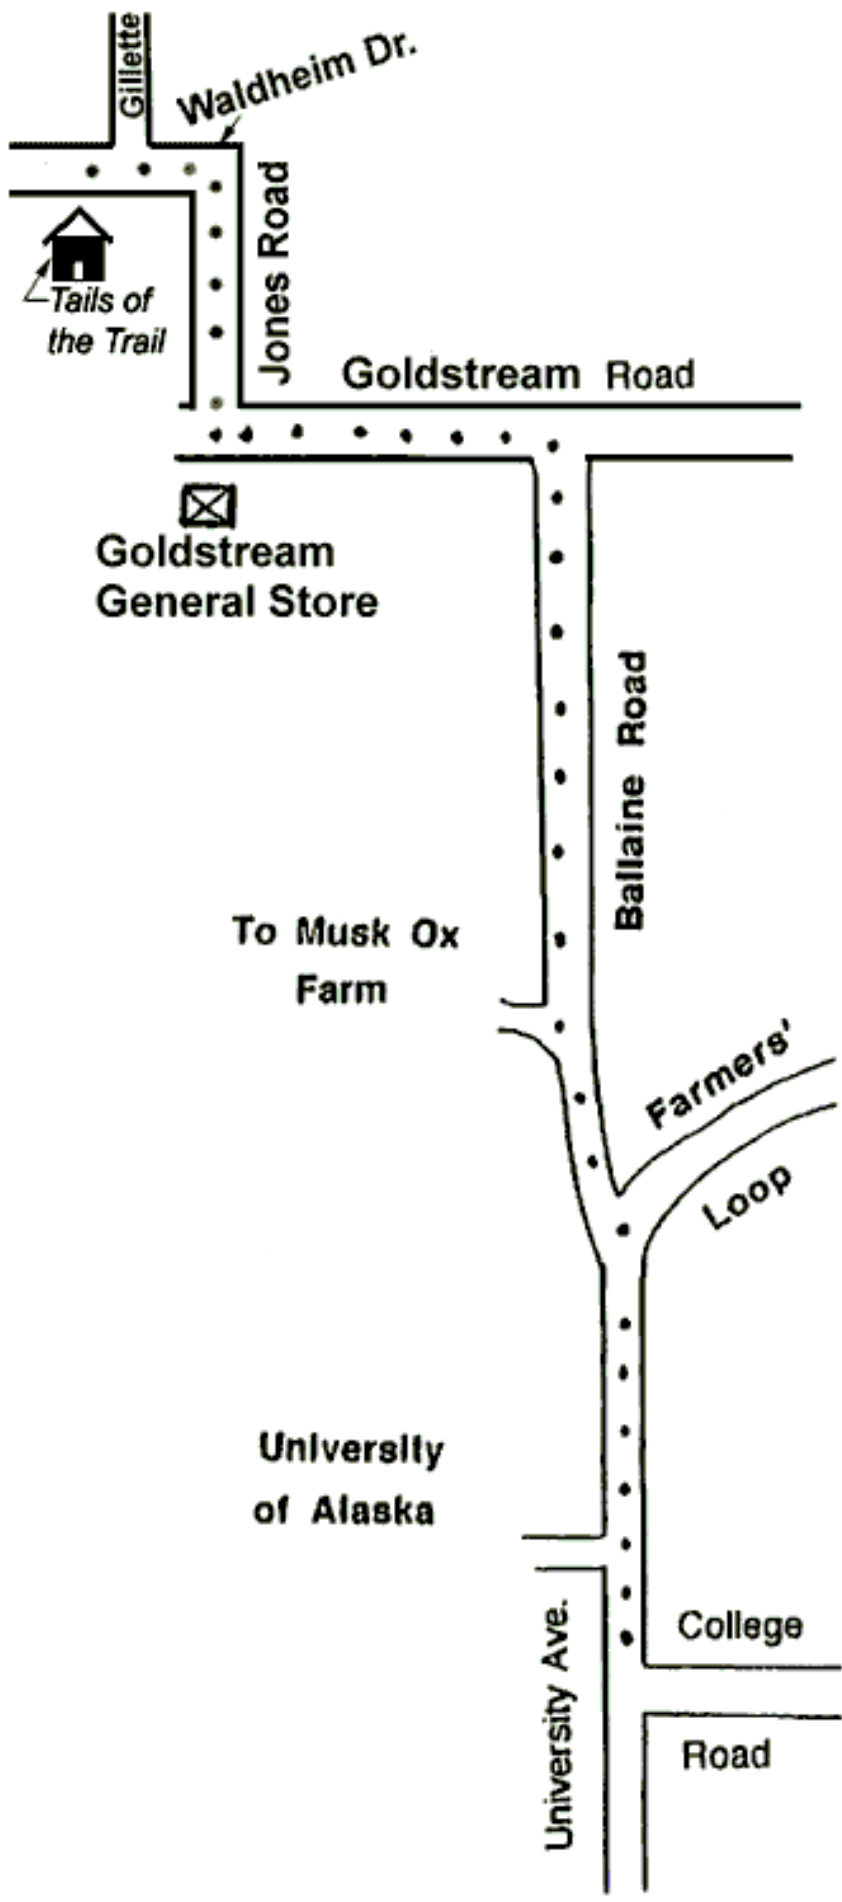 Gillette
Waldheim Dr.
Jones Road
Tails of
the Trail
Goldstream Road
Goldstream
General Store
Ballaine Road
To Musk Ox
Farm
Farmers'
Loop
University
of Alaska
University Ave.
College
Road